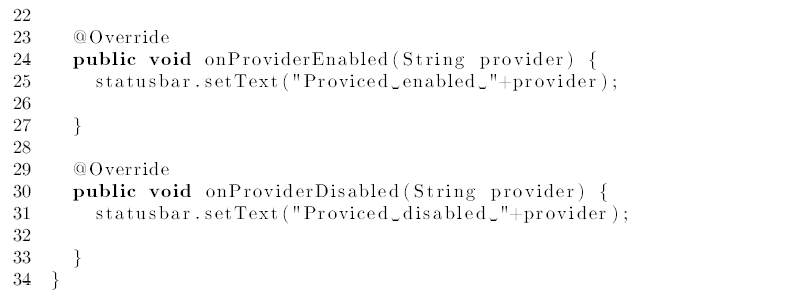 22
23 @Override
24 public void onProviderEnabled(String provider) {
25 statusbar.setText("Proviced␣enabled␣"+provider);
26
27 }
28
29 @Override
30 public void onProviderDisabled(String provider) {
31 statusbar.setText("Proviced␣disabled␣"+provider);
32
33 }
34 }